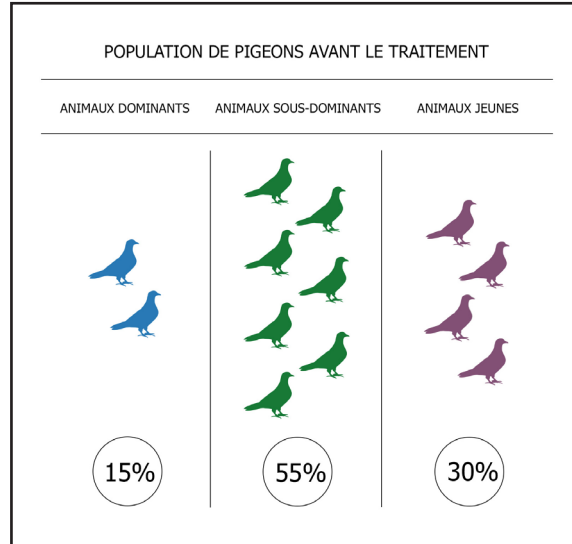 POPULATION DE PIGEONS AVANT LE TRAITEMENT
ANIMAUX DOMINANTS
ANIMAUX SOUS-DOMINANTS
ANIMAUX JEUNES
15%
55%
30%